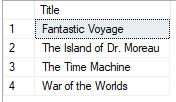 Title
1 Fantastic Voyage
2 The Island of Dr. Moreau
3 The Time Machine
4 War of the Worlds